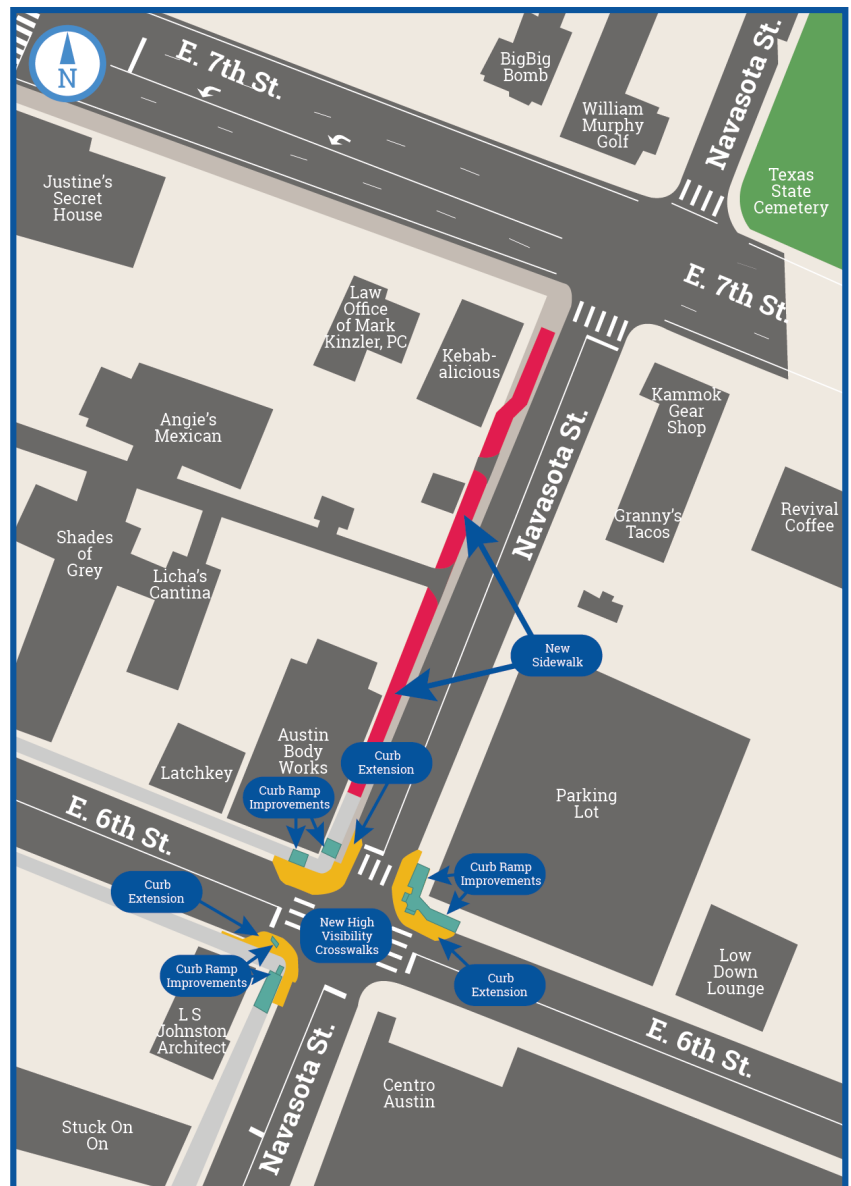 N
E. 7th St.
BigBig
Bomb
William
Murphy
Golf
Navasota St.
Texas
State
Cemetery
Justine's
Secret
House
E. 7th St.
Law
Office
of Mark
Kinzler, PC
Kebab-
alicious
Kammok
Gear
Shop
Angie's
Mexican
Navasota St.
Granny's
Tacos
Revival
Coffee
Shades
of
Grey
Licha's
Cantina
New
Sidewalk
Austin
Body
Works
Latchkey
Curb
Extension
Curb Ramp
Improvements
Parking
Lot
E. 6th St.
Curb
Extension
Curb Ramp
Improvements
New High
Visibility
Crosswalks
Curb Ramp
Improvements
Curb
Extension
Low
Down
Lounge
L S
Johnston
Architect
E. 6th St.
Navasota St.
Centro
Austin
Stuck On
On